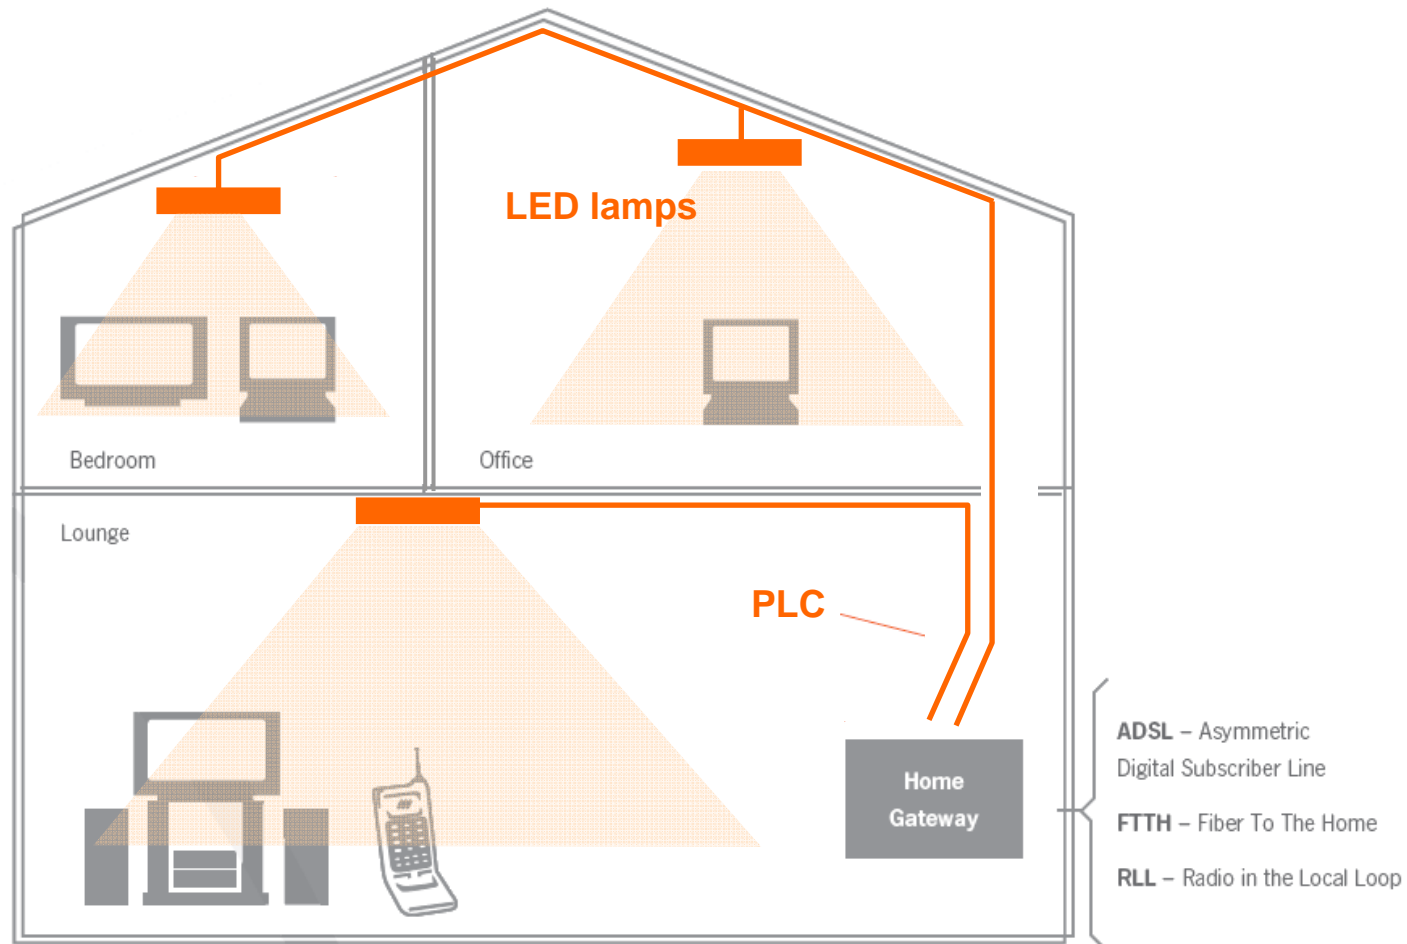 LED lamps
Bedroom
Office
Lounge
PLC
Home
Gateway
ADSL – Asymmetric
Digital Subscriber Line
FTTH – Fiber To The Home
RLL – Radio in the Local Loop